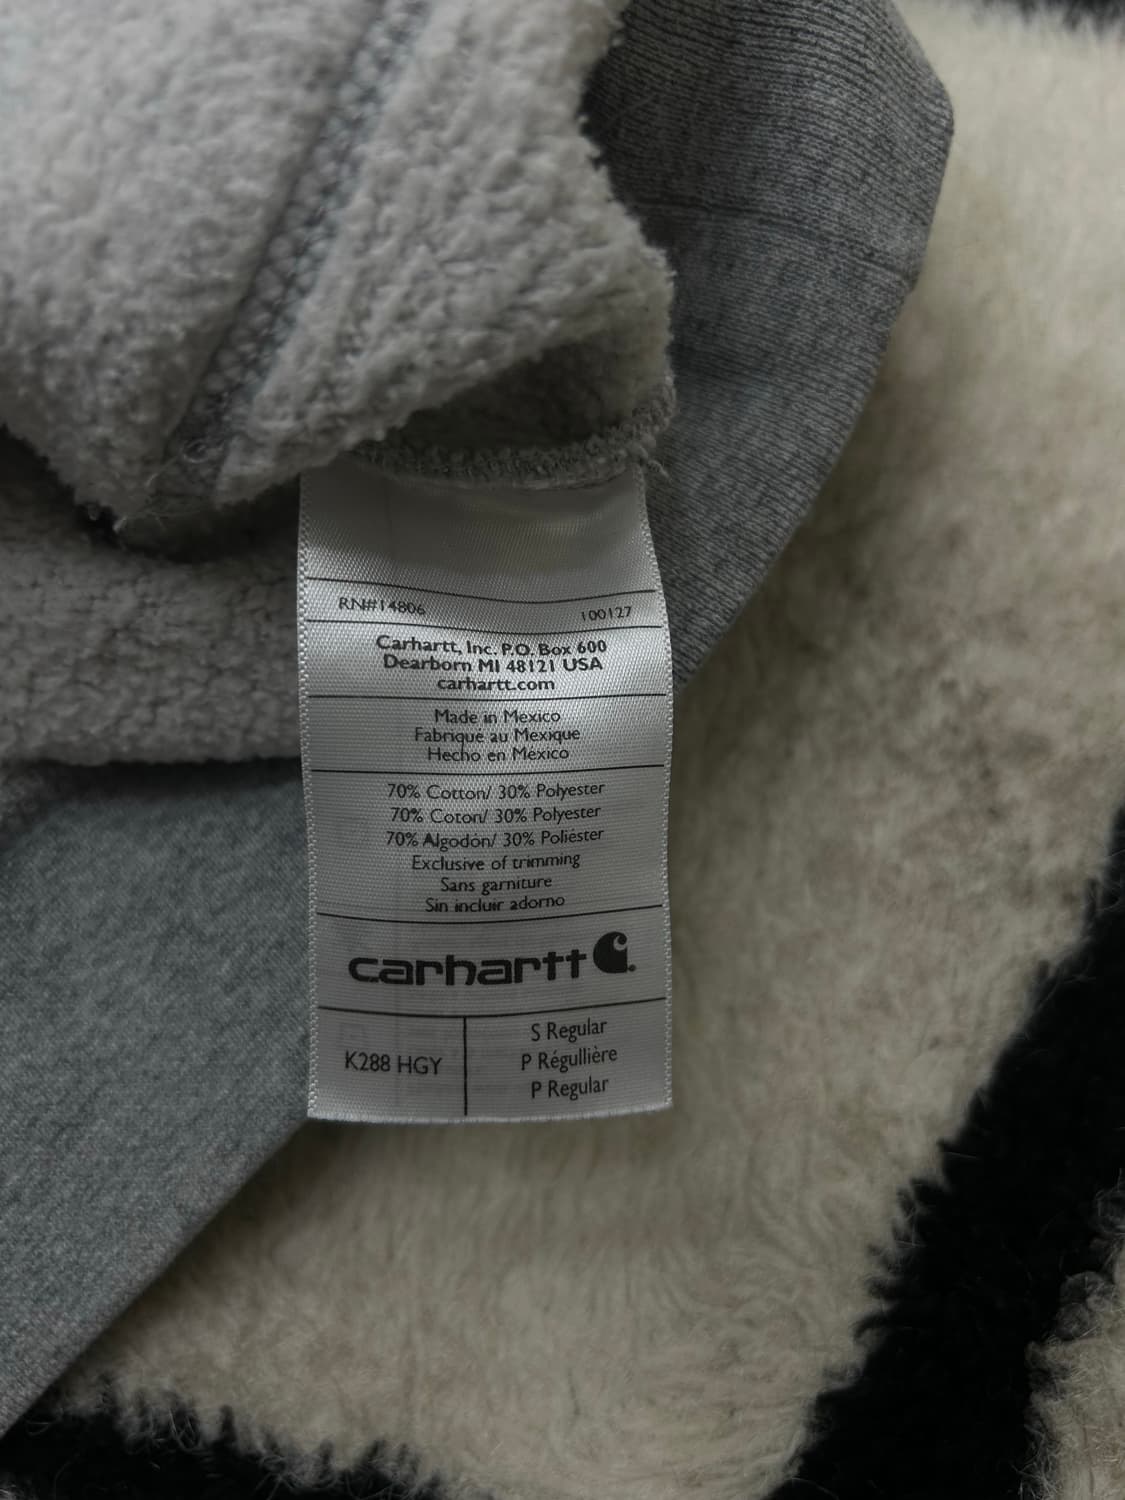 RN#14806 100127
Carhartt, Inc. P.O. Box 600
Dearborn MI 48121 USA
carhartt.com
Made in Mexico
Fabriqué au Mexique
Hecho en Mexico
70% Cotton/ 30% Polyester
70% Coton/ 30% Polyester
70% Algodón/ 30% Poliéster
Exclusive of trimming
Sans garniture
Sin incluir adorno
carhartt
K288 HGY
S Regular
P Régullière
P Regular